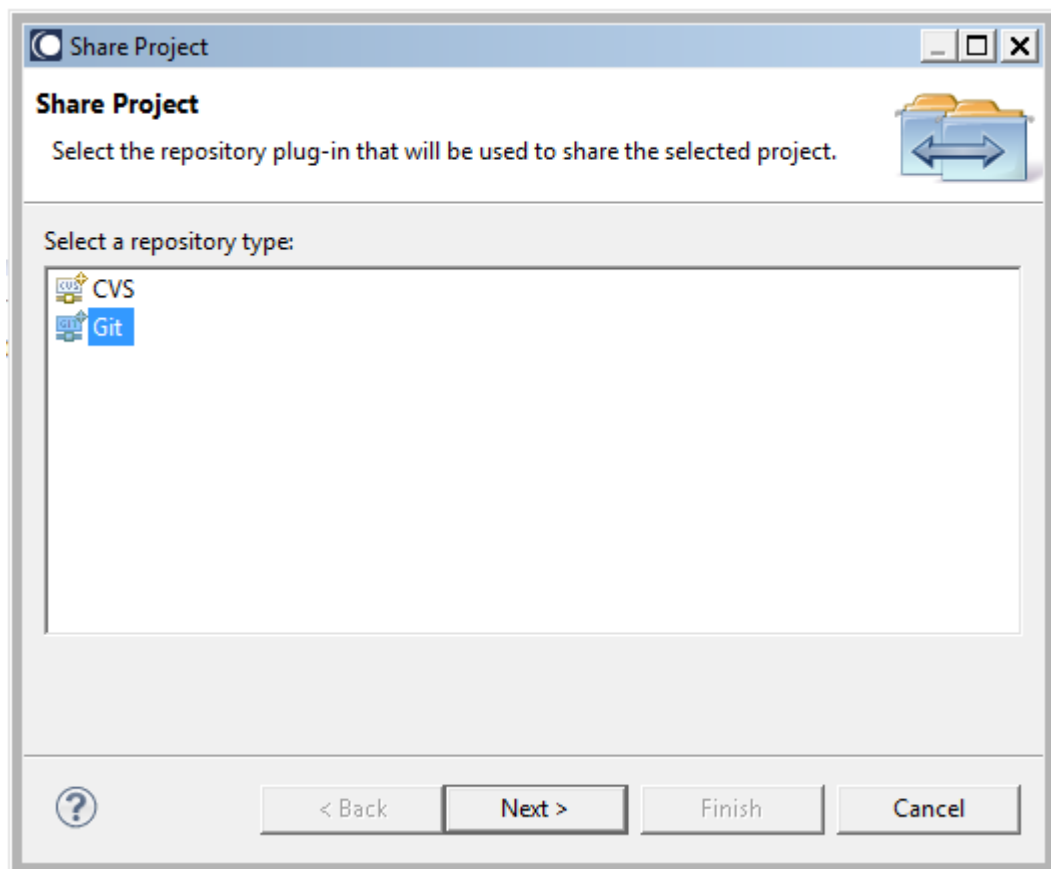 Share Project
Share Project
Select the repository plug-in that will be used to share the selected project.
Select a repository type:
CVS
Git
?
< Back
Next >
Finish
Cancel